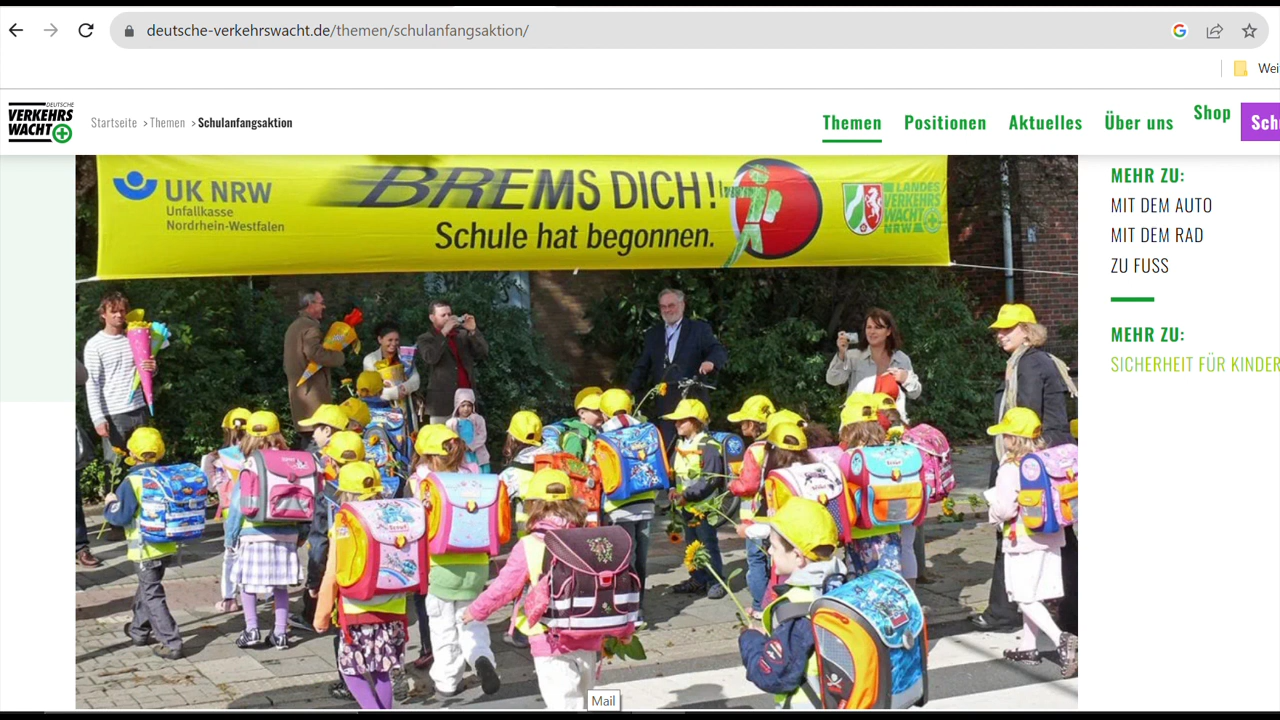 deutsche-verkehrswacht.de/themen/schulanfangsaktion/
Wei
DEUTSCHE
VERKEHRS
WACHT
Startseite > Themen > Schulanfangsaktion
Themen
Positionen
Aktuelles
Über uns
Shop
Sch
UK NRW
Unfallkasse
Nordrhein-Westfalen
BREMS DICH!
Schule hat begonnen.
LANDES
VERKEHRS
WACHT
NRW
MEHR ZU:
MIT DEM AUTO
MIT DEM RAD
ZU FUSS
MEHR ZU:
SICHERHEIT FÜR KINDER
Scout
Mail